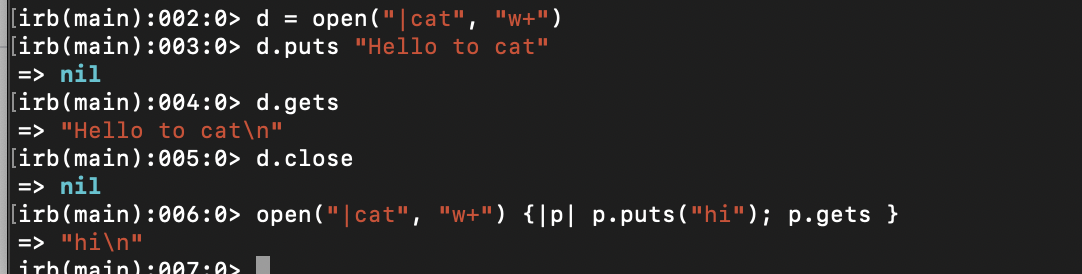 [irb(main):002:0> d = open("|cat", "w+")
[irb(main):003:0> d.puts "Hello to cat"
=> nil
[irb(main):004:0> d.gets
=> "Hello to cat\n"
[irb(main):005:0> d.close
=> nil
[irb(main):006:0> open("|cat", "w+") {|p| p.puts("hi"); p.gets }
=> "hi\n"
irb(main):007:0>